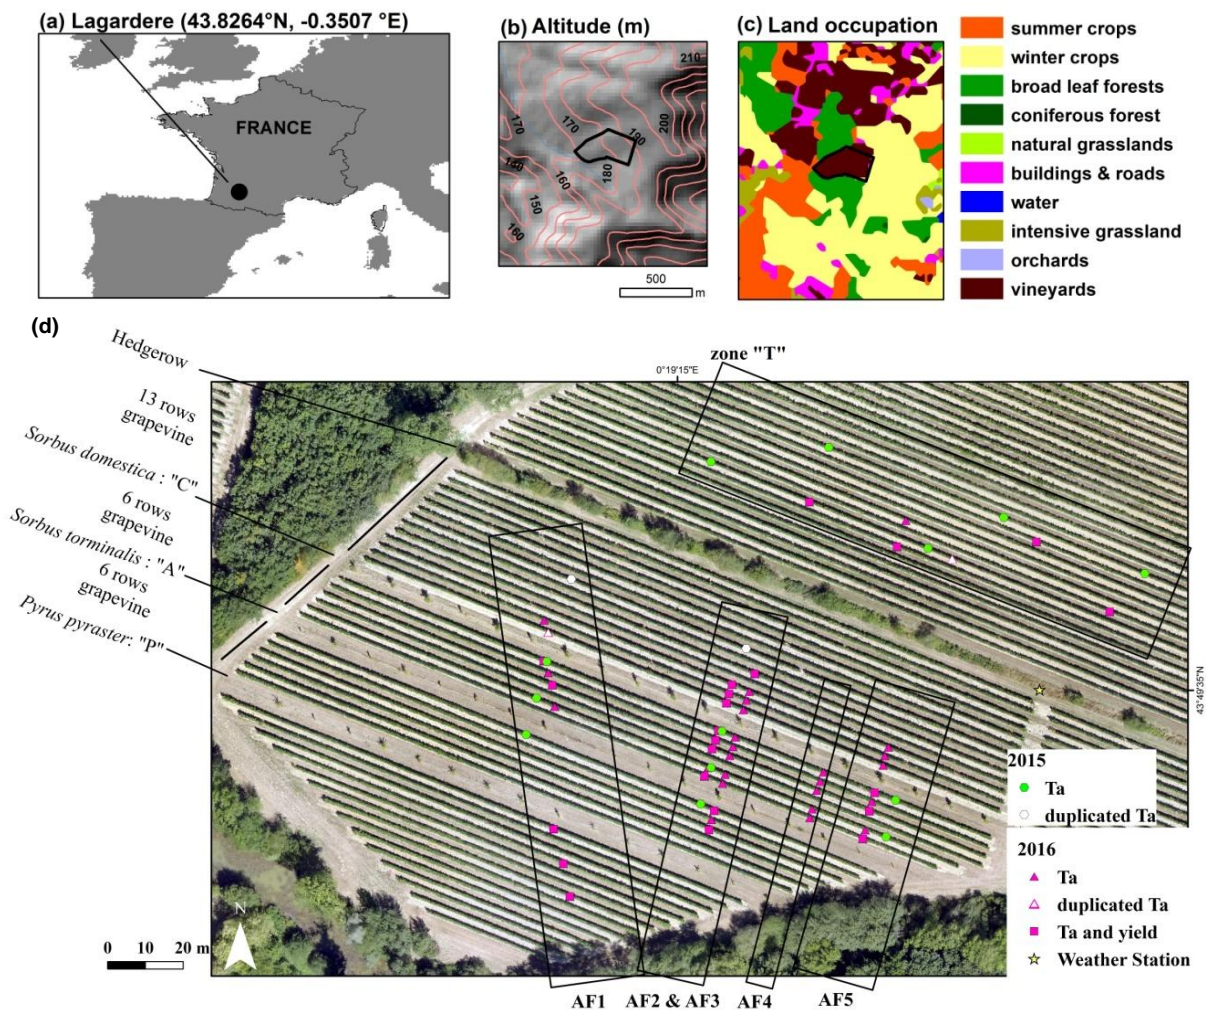 (a) Lagardere (43.8264°N, -0.3507 °E)
FRANCE
(b) Altitude (m)
210
200
190
170
170
180
160
180
150
160
500
m
(c) Land occupation
summer crops
winter crops
broad leaf forests
coniferous forest
natural grasslands
buildings & roads
water
intensive grassland
orchards
vineyards
(d)
Hedgerow
13 rows
grapevine
Sorbus domestica : "C"
6 rows
grapevine
Sorbus torminalis : "A"
6 rows
grapevine
Pyrus pyraster: "P"
zone "T"
0°19'15"E
43°49'35"N
2015
Ta
duplicated Ta
2016
Ta
duplicated Ta
Ta and yield
Weather Station
N
0 10 20 m
AF1
AF2 & AF3
AF4
AF5